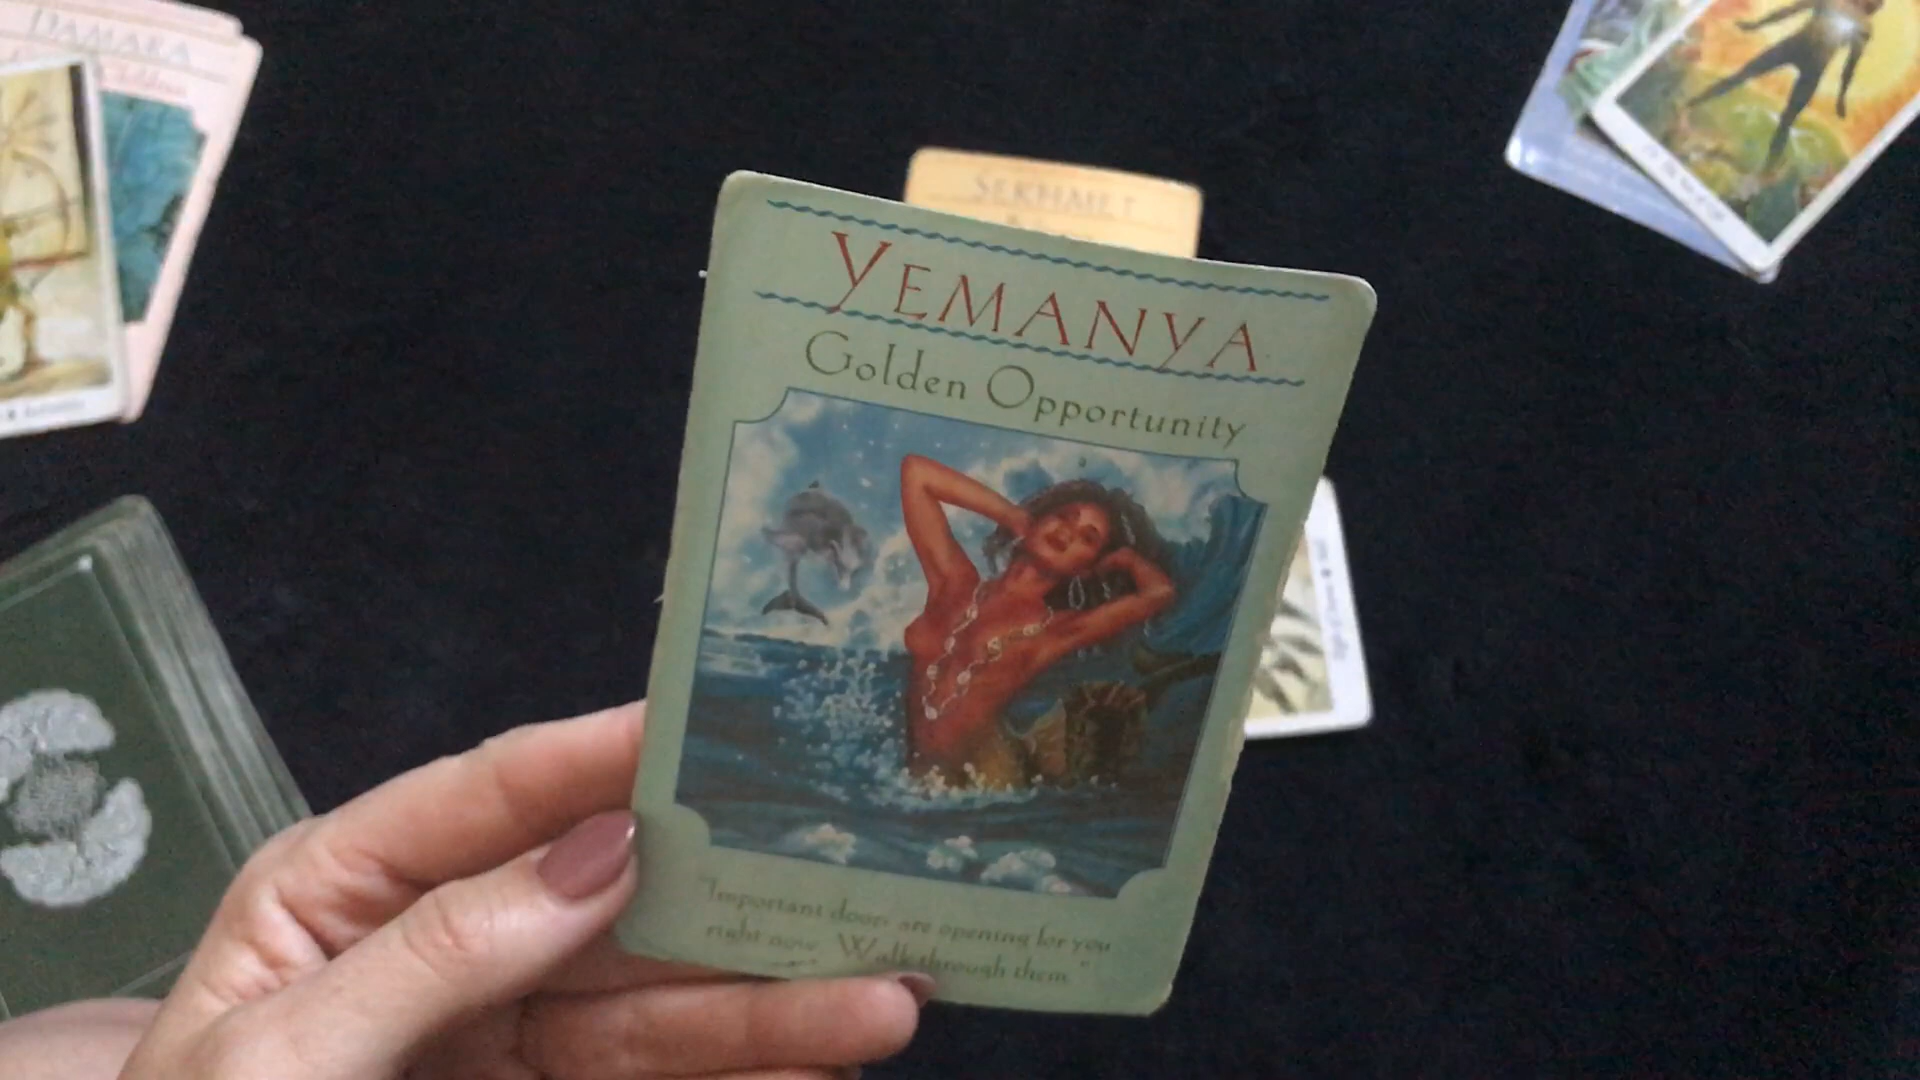 DAMARA
SEKHMET
YEMANYA
Golden Opportunity
"Important doors are opening for you
right now. Walk through them."